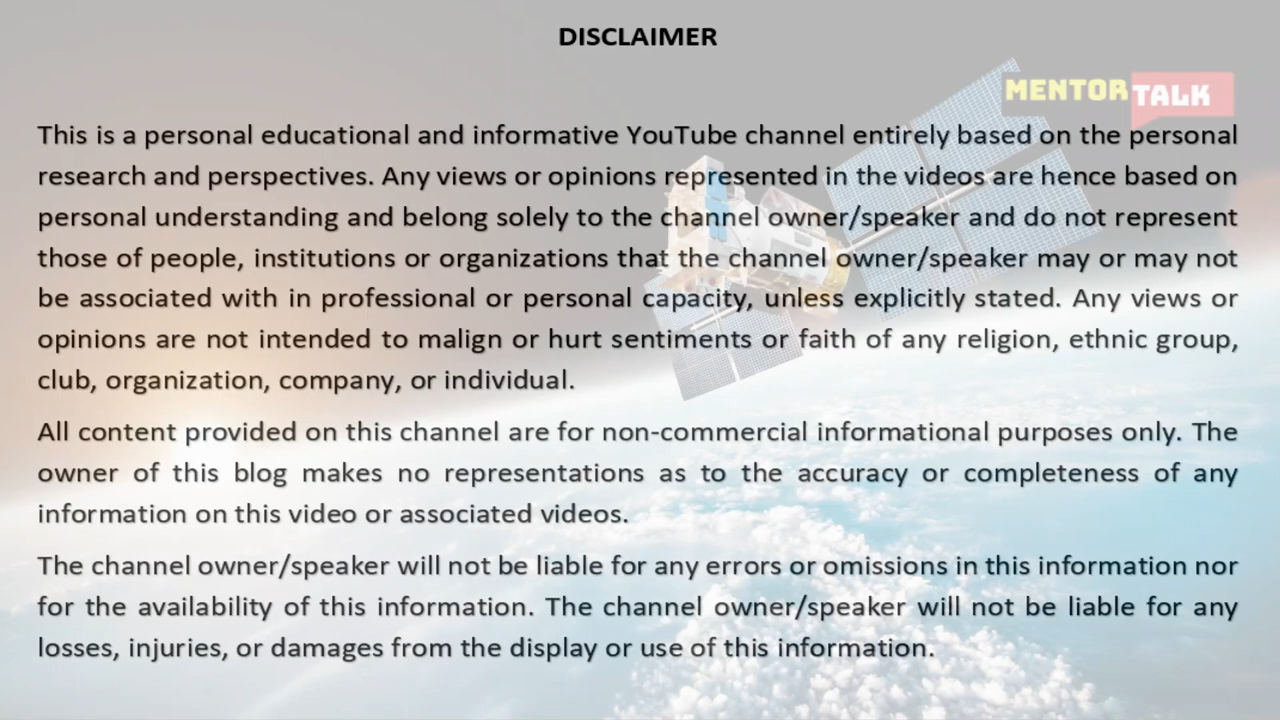 DISCLAIMER
MENTOR TALK
This is a personal educational and informative YouTube channel entirely based on the personal
research and perspectives. Any views or opinions represented in the videos are hence based on
personal understanding and belong solely to the channel owner/speaker and do not represent
those of people, institutions or organizations that the channel owner/speaker may or may not
be associated with in professional or personal capacity, unless explicitly stated. Any views or
opinions are not intended to malign or hurt sentiments or faith of any religion, ethnic group,
club, organization, company, or individual.
All content provided on this channel are for non-commercial informational purposes only. The
owner of this blog makes no representations as to the accuracy or completeness of any
information on this video or associated videos.
The channel owner/speaker will not be liable for any errors or omissions in this information nor
for the availability of this information. The channel owner/speaker will not be liable for any
losses, injuries, or damages from the display or use of this information.